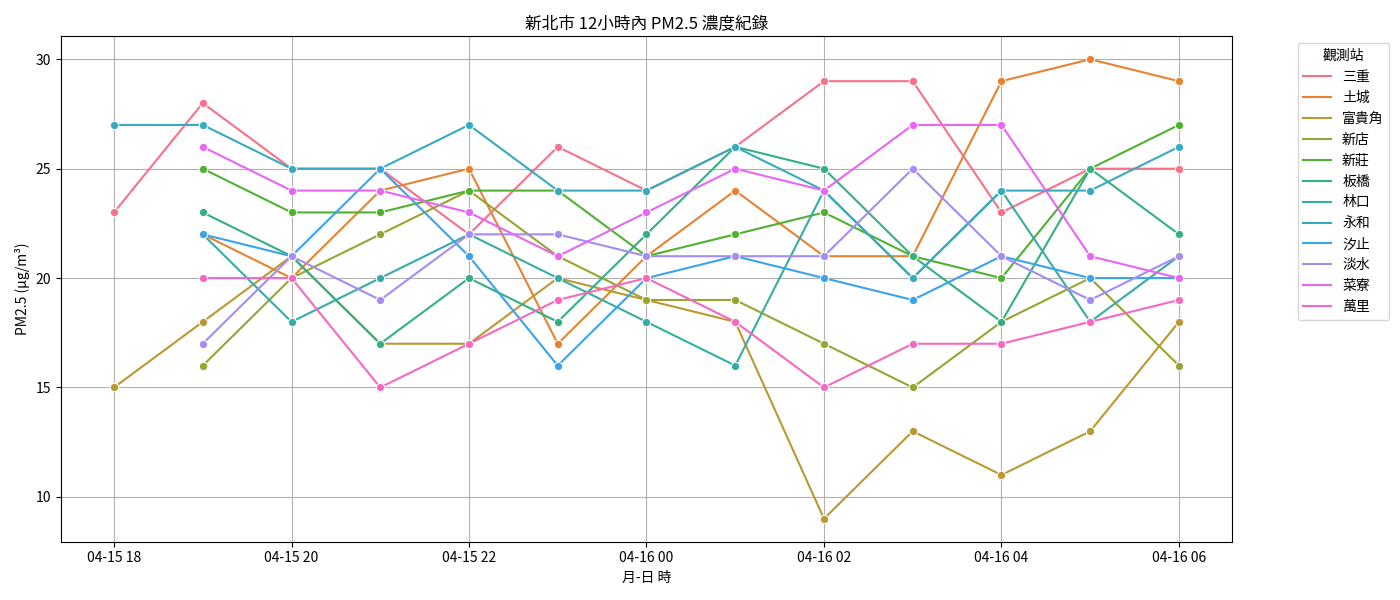 新北市 12小時內 PM2.5 濃度紀錄
PM2.5 (μg/m³)
30
25
20
15
10
04-15 18
04-15 20
04-15 22
04-16 00
04-16 02
04-16 04
04-16 06
月-日 時
觀測站
三重
土城
富貴角
新店
新莊
板橋
林口
永和
汐止
淡水
菜寮
萬里